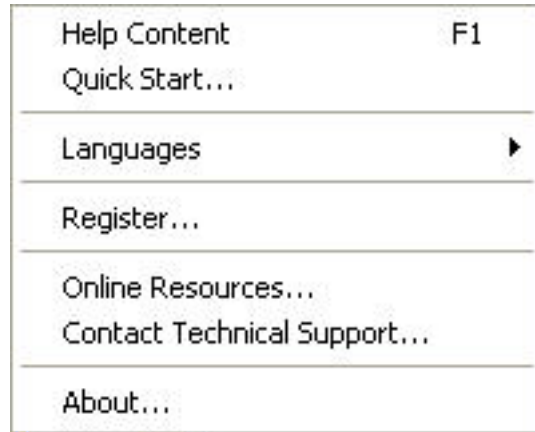 Help Content F1
Quick Start...
Languages
Register...
Online Resources...
Contact Technical Support...
About...